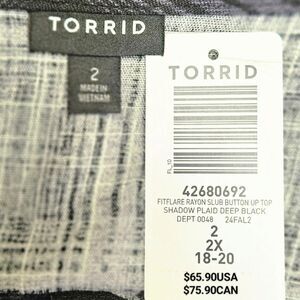 TORRID
2
MADE IN
VIETNAM
TORRID
FL_10
42680692
FITFLARE RAYON SLUB BUTTON UP TOP
SHADOW PLAID DEEP BLACK
DEPT 0048 24FAL2
2
2X
18-20
$65.90USA
$75.90CAN